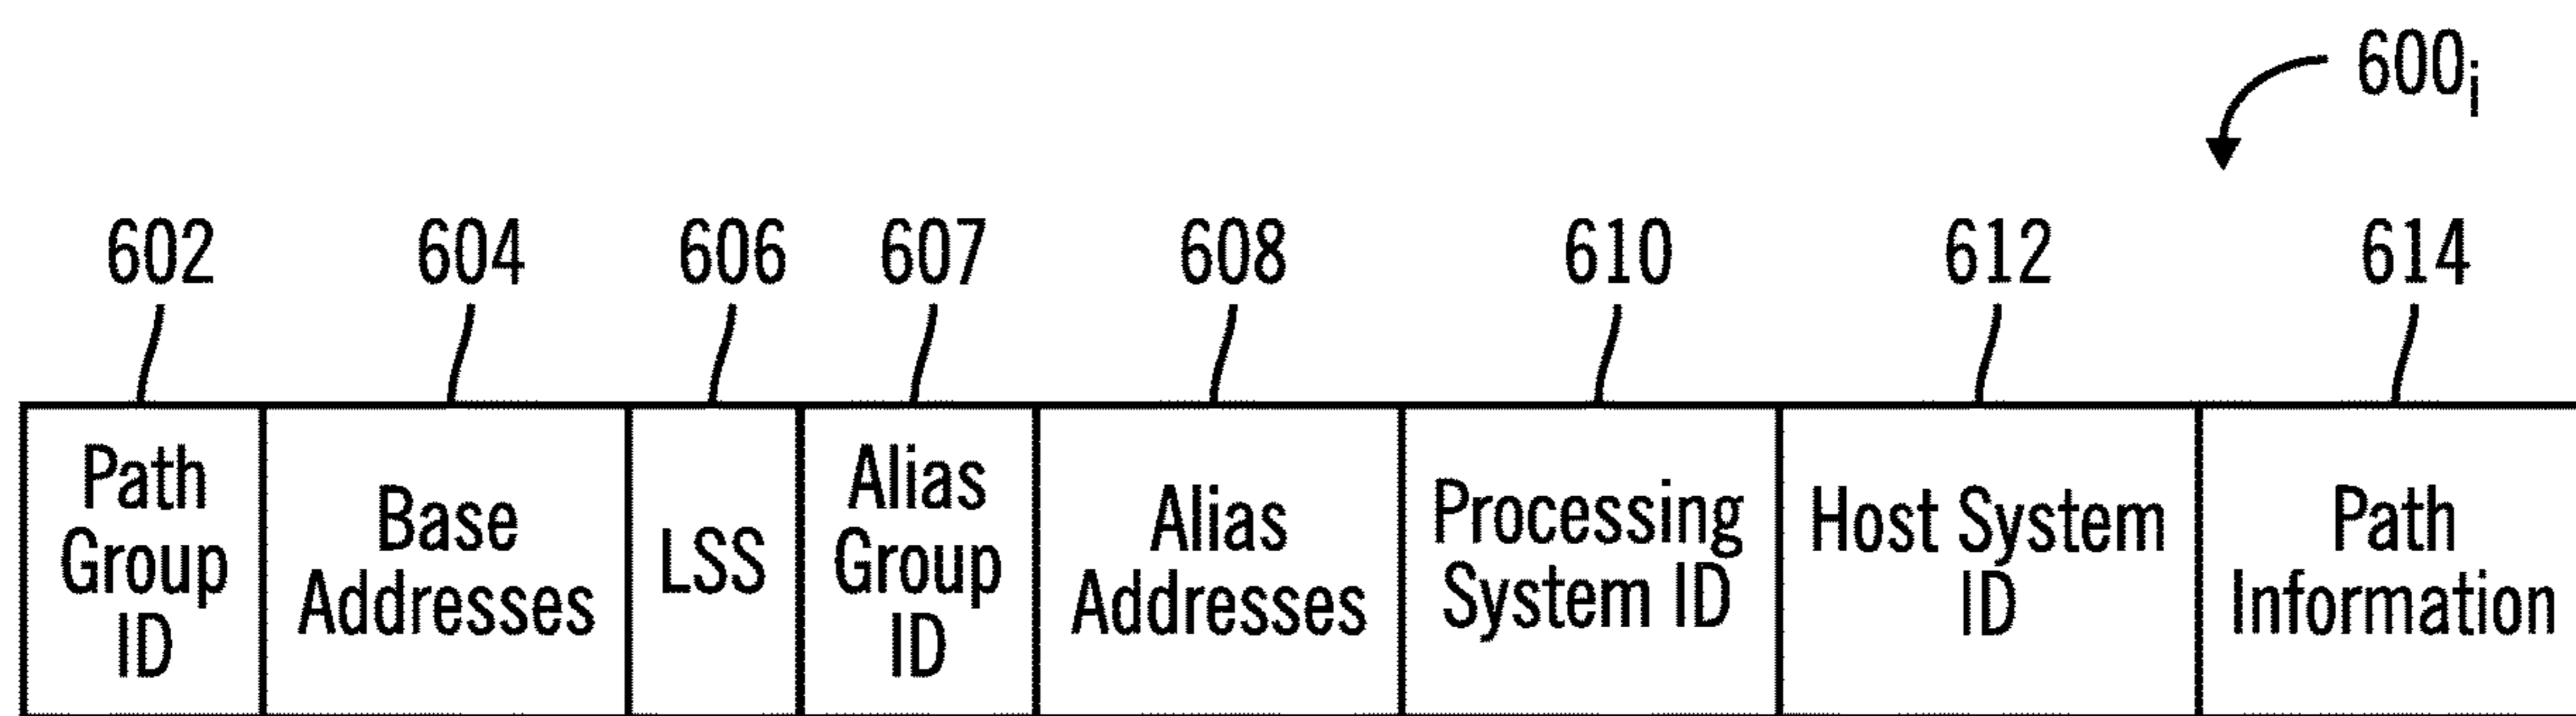 600i
602 604 606 607 608 610 612 614
Path
Group
ID
Base
Addresses
LSS
Alias
Group
ID
Alias
Addresses
Processing
System ID
Host System
ID
Path
Information